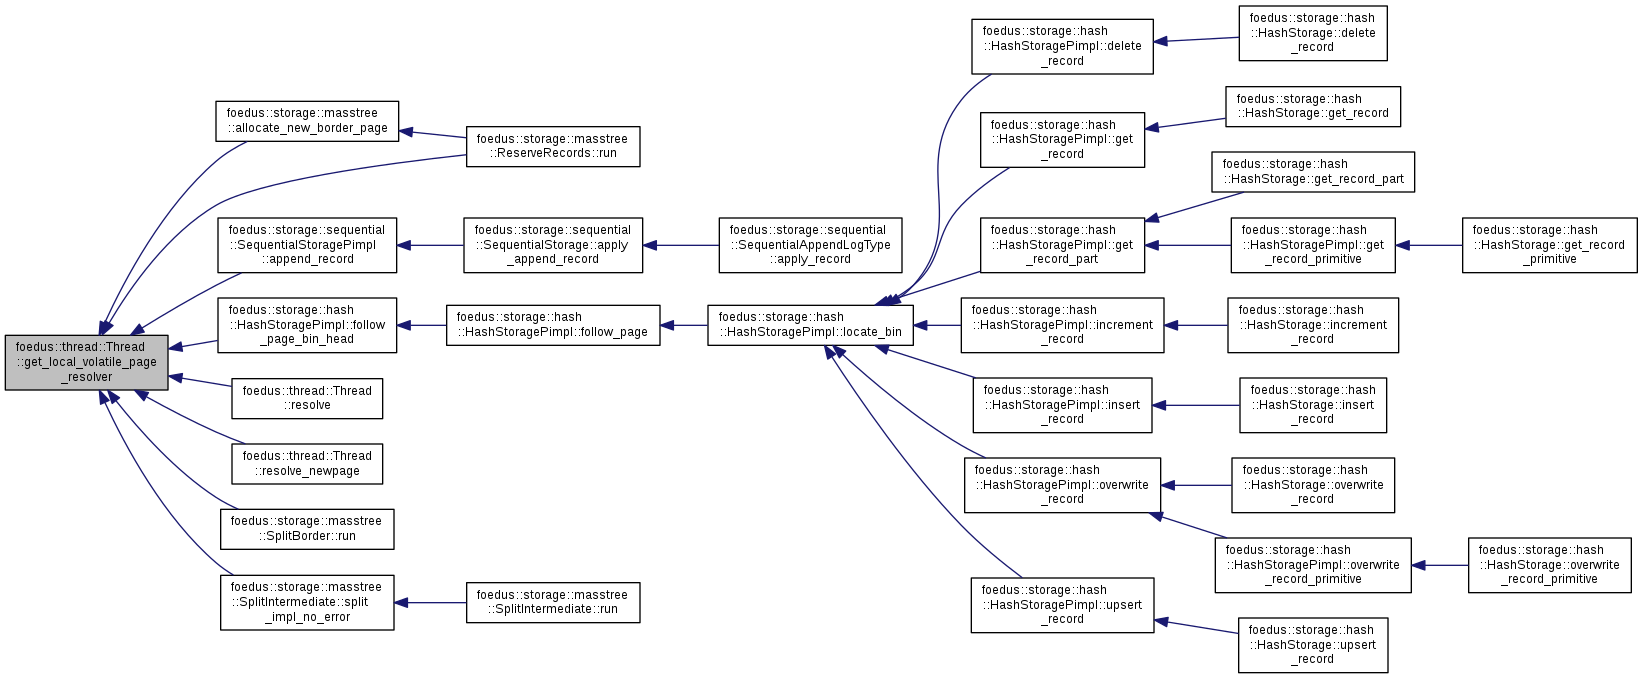 foedus::thread::Thread
::get_local_volatile_page
_resolver
foedus::storage::masstree
::allocate_new_border_page
foedus::storage::masstree
::ReserveRecords::run
foedus::storage::sequential
::SequentialStoragePimpl
::append_record
foedus::storage::sequential
::SequentialStorage::apply
_append_record
foedus::storage::sequential
::SequentialAppendLogType
::apply_record
foedus::storage::hash
::HashStoragePimpl::follow
_page_bin_head
foedus::storage::hash
::HashStoragePimpl::follow_page
foedus::storage::hash
::HashStoragePimpl::locate_bin
foedus::storage::hash
::HashStoragePimpl::delete
_record
foedus::storage::hash
::HashStorage::delete
_record
foedus::storage::hash
::HashStoragePimpl::get
_record
foedus::storage::hash
::HashStorage::get_record
foedus::storage::hash
::HashStoragePimpl::get
_record_part
foedus::storage::hash
::HashStorage::get_record_part
foedus::storage::hash
::HashStoragePimpl::get
_record_primitive
foedus::storage::hash
::HashStorage::get_record
_primitive
foedus::storage::hash
::HashStoragePimpl::increment
_record
foedus::storage::hash
::HashStorage::increment
_record
foedus::storage::hash
::HashStoragePimpl::insert
_record
foedus::storage::hash
::HashStorage::insert
_record
foedus::storage::hash
::HashStoragePimpl::overwrite
_record
foedus::storage::hash
::HashStorage::overwrite
_record
foedus::storage::hash
::HashStoragePimpl::overwrite
_record_primitive
foedus::storage::hash
::HashStorage::overwrite
_record_primitive
foedus::storage::hash
::HashStoragePimpl::upsert
_record
foedus::storage::hash
::HashStorage::upsert
_record
foedus::thread::Thread
::resolve
foedus::thread::Thread
::resolve_newpage
foedus::storage::masstree
::SplitBorder::run
foedus::storage::masstree
::SplitIntermediate::split
_impl_no_error
foedus::storage::masstree
::SplitIntermediate::run